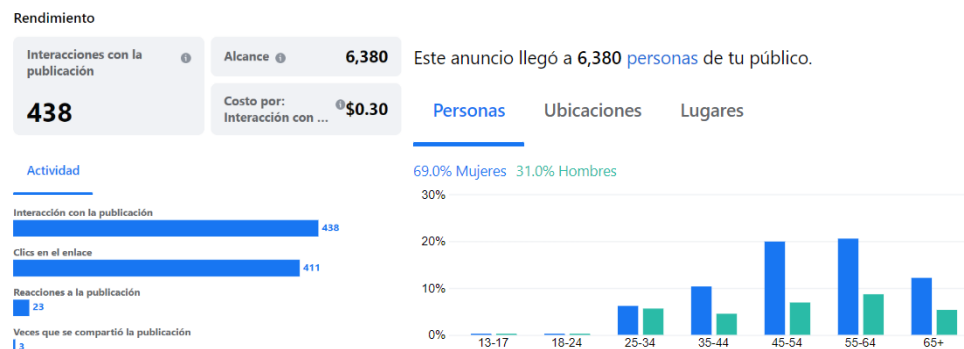 Rendimiento
Interacciones con la
publicación
438
Alcance
6,380
Costo por:
Interacción con ...
$0.30
Actividad
Interacción con la publicación
438
Clics en el enlace
411
Reacciones a la publicación
23
Veces que se compartió la publicación
3
Este anuncio llegó a 6,380 personas de tu público.
Personas Ubicaciones Lugares
69.0% Mujeres 31.0% Hombres
30%
20%
10%
0%
13-17 18-24 25-34 35-44 45-54 55-64 65+